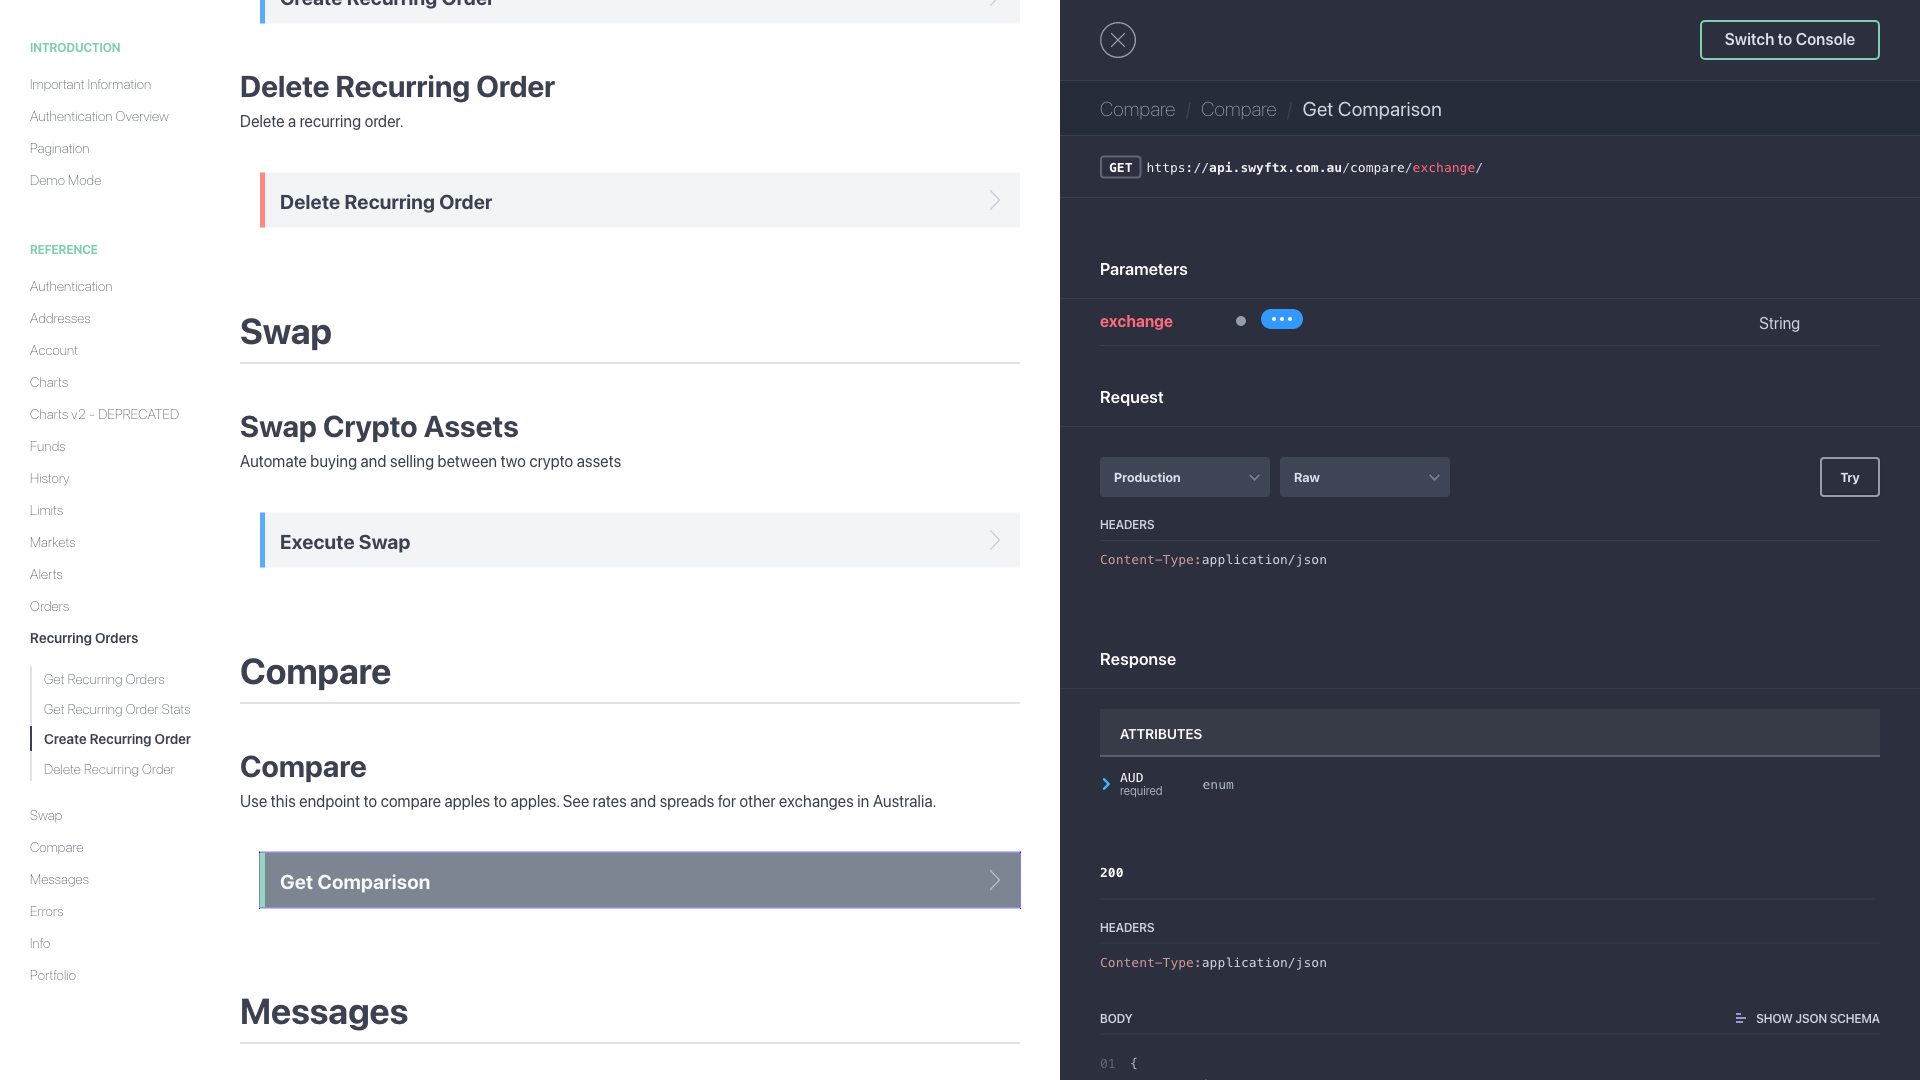 INTRODUCTION
Important Information
Authentication Overview
Pagination
Demo Mode
REFERENCE
Authentication
Addresses
Account
Charts
Charts v2 - DEPRECATED
Funds
History
Limits
Markets
Alerts
Orders
Recurring Orders
Get Recurring Orders
Get Recurring Order Stats
Create Recurring Order
Delete Recurring Order
Swap
Compare
Messages
Errors
Info
Portfolio
Create Recurring Order
Delete Recurring Order
Delete a recurring order.
Delete Recurring Order
Swap
Swap Crypto Assets
Automate buying and selling between two crypto assets
Execute Swap
Compare
Compare
Use this endpoint to compare apples to apples. See rates and spreads for other exchanges in Australia.
Get Comparison
Messages
Switch to Console
Compare / Compare / Get Comparison
GET https://api.swyftx.com.au/compare/exchange/
Parameters
exchange String
Request
Production Raw Try
HEADERS
Content-Type:application/json
Response
ATTRIBUTES
AUD enum
required
200
HEADERS
Content-Type:application/json
BODY SHOW JSON SCHEMA
01 {